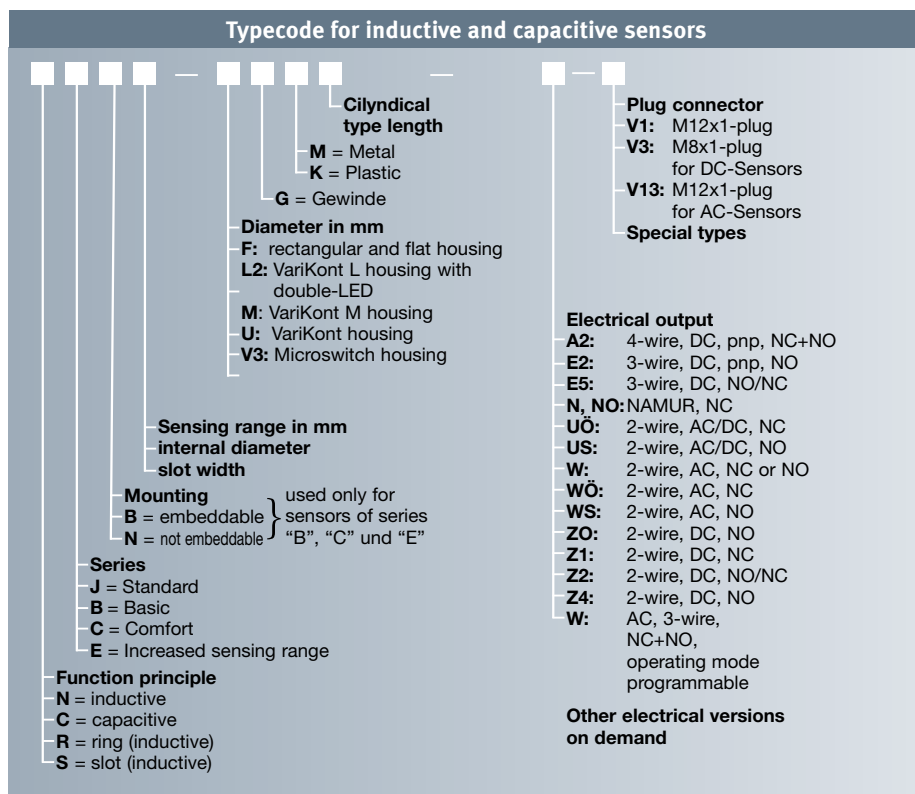 Typecode for inductive and capacitive sensors
Cilyndical
type length
M = Metal
K = Plastic
G = Gewinde
Diameter in mm
F: rectangular and flat housing
L2: VariKont L housing with
double-LED
M: VariKont M housing
U: VariKont housing
V3: Microswitch housing
Sensing range in mm
internal diameter
slot width
Mounting
B = embeddable
N = not embeddable
used only for
sensors of series
“B”, “C” und “E”
Series
J = Standard
B = Basic
C = Comfort
E = Increased sensing range
Function principle
N = inductive
C = capacitive
R = ring (inductive)
S = slot (inductive)
Plug connector
V1: M12x1-plug
V3: M8x1-plug
for DC-Sensors
V13: M12x1-plug
for AC-Sensors
Special types
Electrical output
A2: 4-wire, DC, pnp, NC+NO
E2: 3-wire, DC, pnp, NO
E5: 3-wire, DC, NO/NC
N, NO: NAMUR, NC
UÖ: 2-wire, AC/DC, NC
US: 2-wire, AC/DC, NO
W: 2-wire, AC, NC or NO
WÖ: 2-wire, AC, NC
WS: 2-wire, AC, NO
ZO: 2-wire, DC, NO
Z1: 2-wire, DC, NC
Z2: 2-wire, DC, NO/NC
Z4: 2-wire, DC, NO
W: AC, 3-wire,
NC+NO,
operating mode
programmable
Other electrical versions
on demand